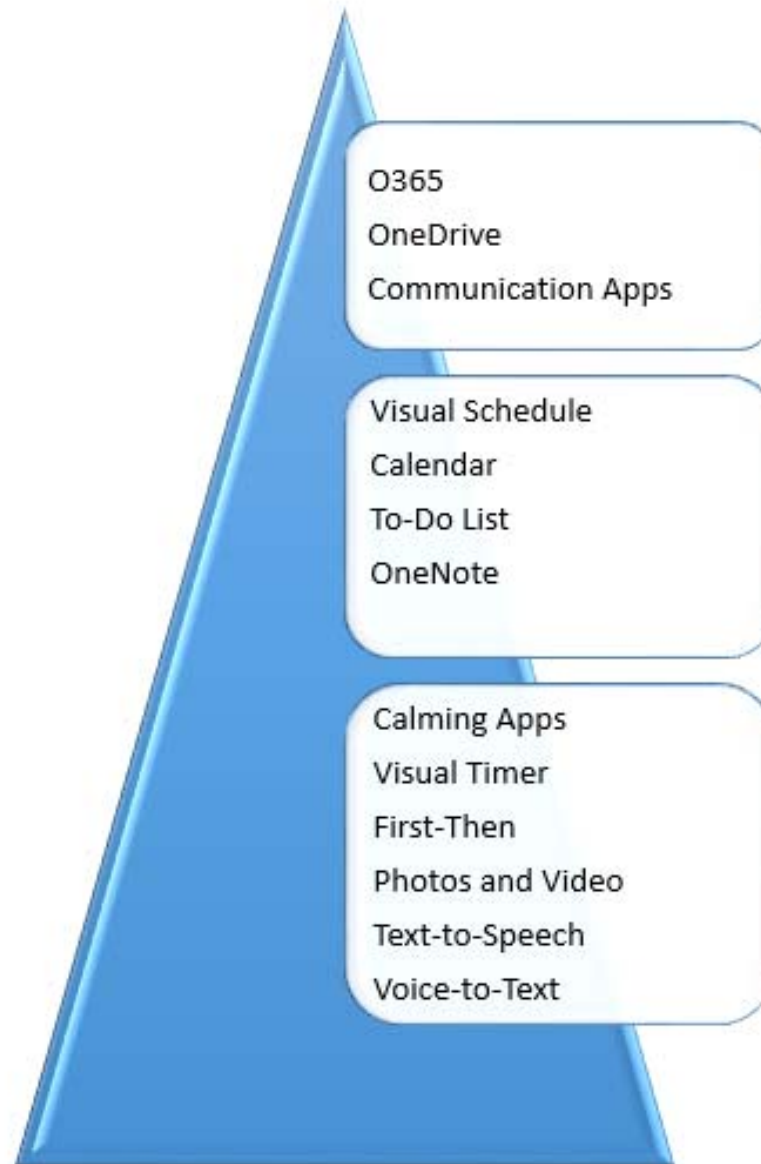 O365
OneDrive
Communication Apps
Visual Schedule
Calendar
To-Do List
OneNote
Calming Apps
Visual Timer
First-Then
Photos and Video
Text-to-Speech
Voice-to-Text